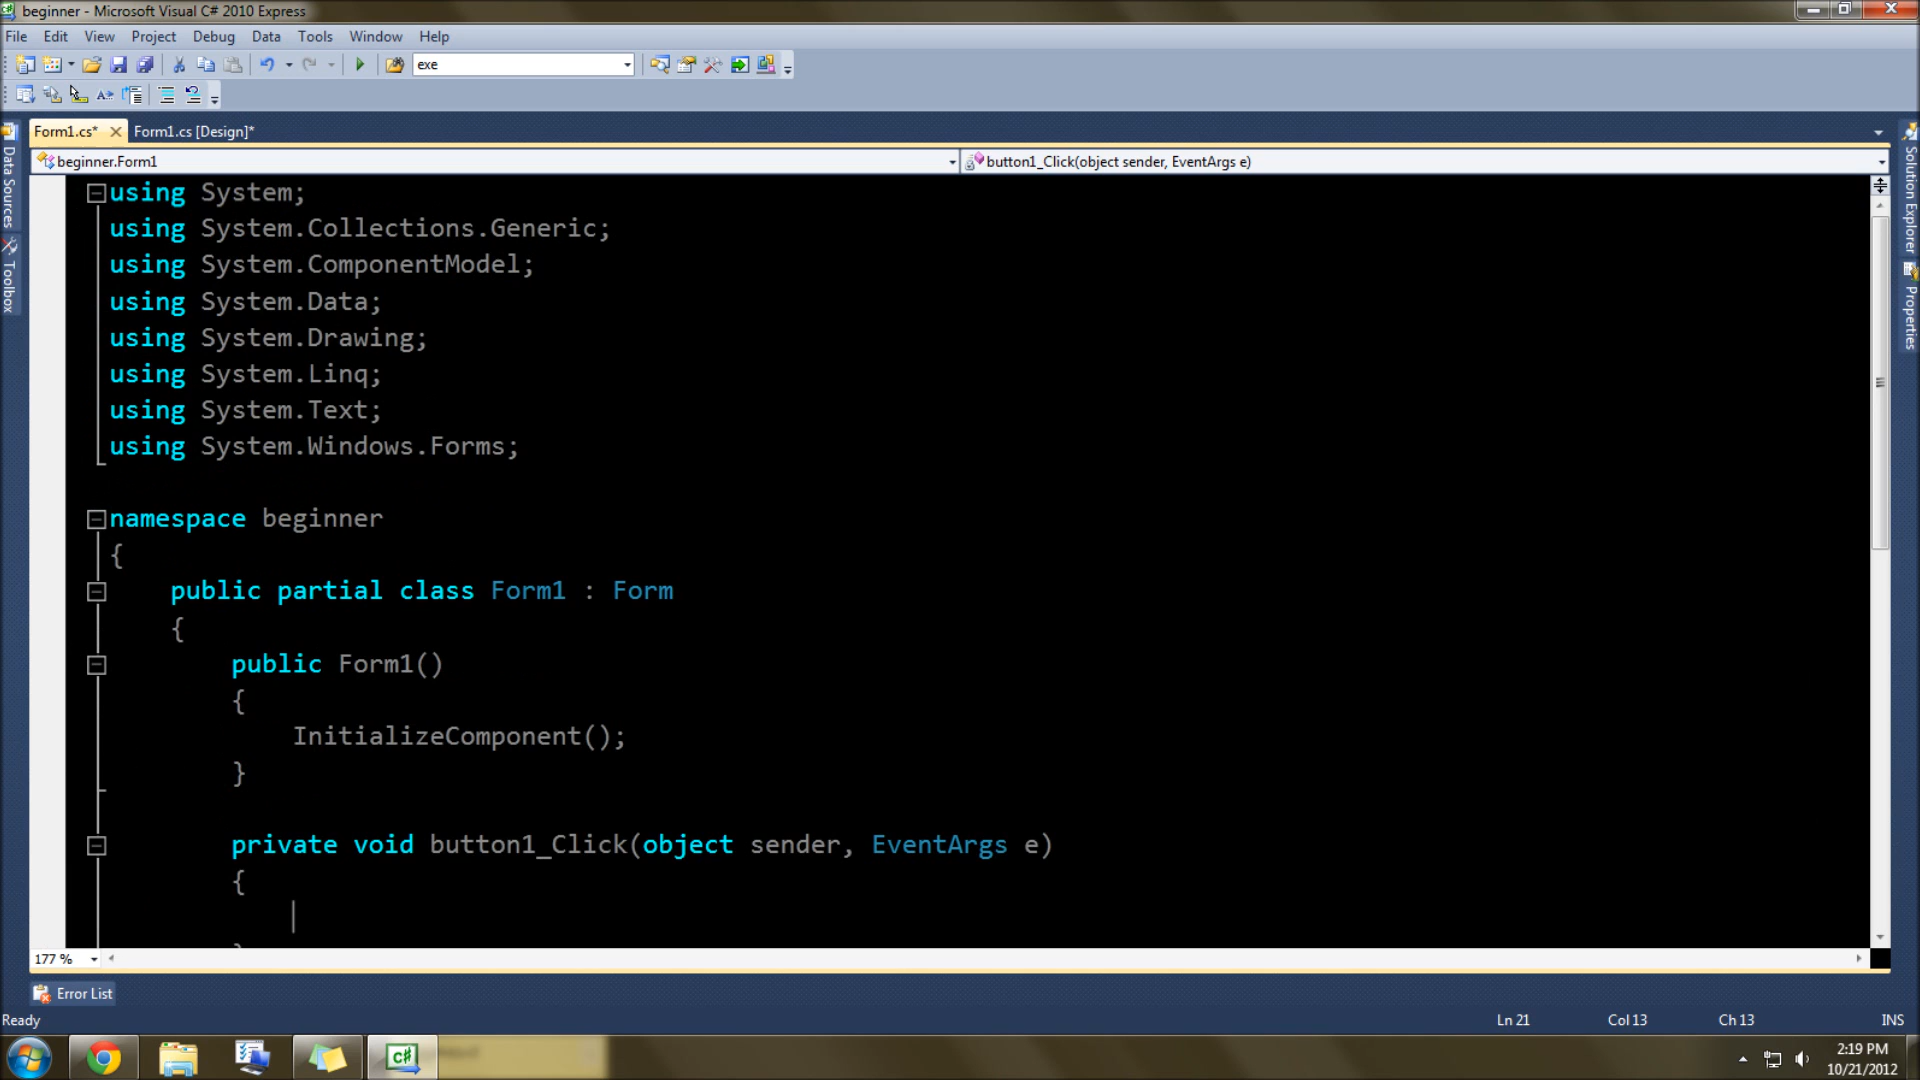 beginner - Microsoft Visual C# 2010 Express
File Edit View Project Debug Data Tools Window Help
exe
Form1.cs* Form1.cs [Design]*
beginner.Form1 button1_Click(object sender, EventArgs e)
Data Sources
Toolbox
Solution Explorer
Properties
using System;
using System.Collections.Generic;
using System.ComponentModel;
using System.Data;
using System.Drawing;
using System.Linq;
using System.Text;
using System.Windows.Forms;
namespace beginner
{
public partial class Form1 : Form
{
public Form1()
{
InitializeComponent();
}
private void button1_Click(object sender, EventArgs e)
{
177 %
Error List
Ready Ln 21 Col 13 Ch 13 INS
C#
2:19 PM
10/21/2012